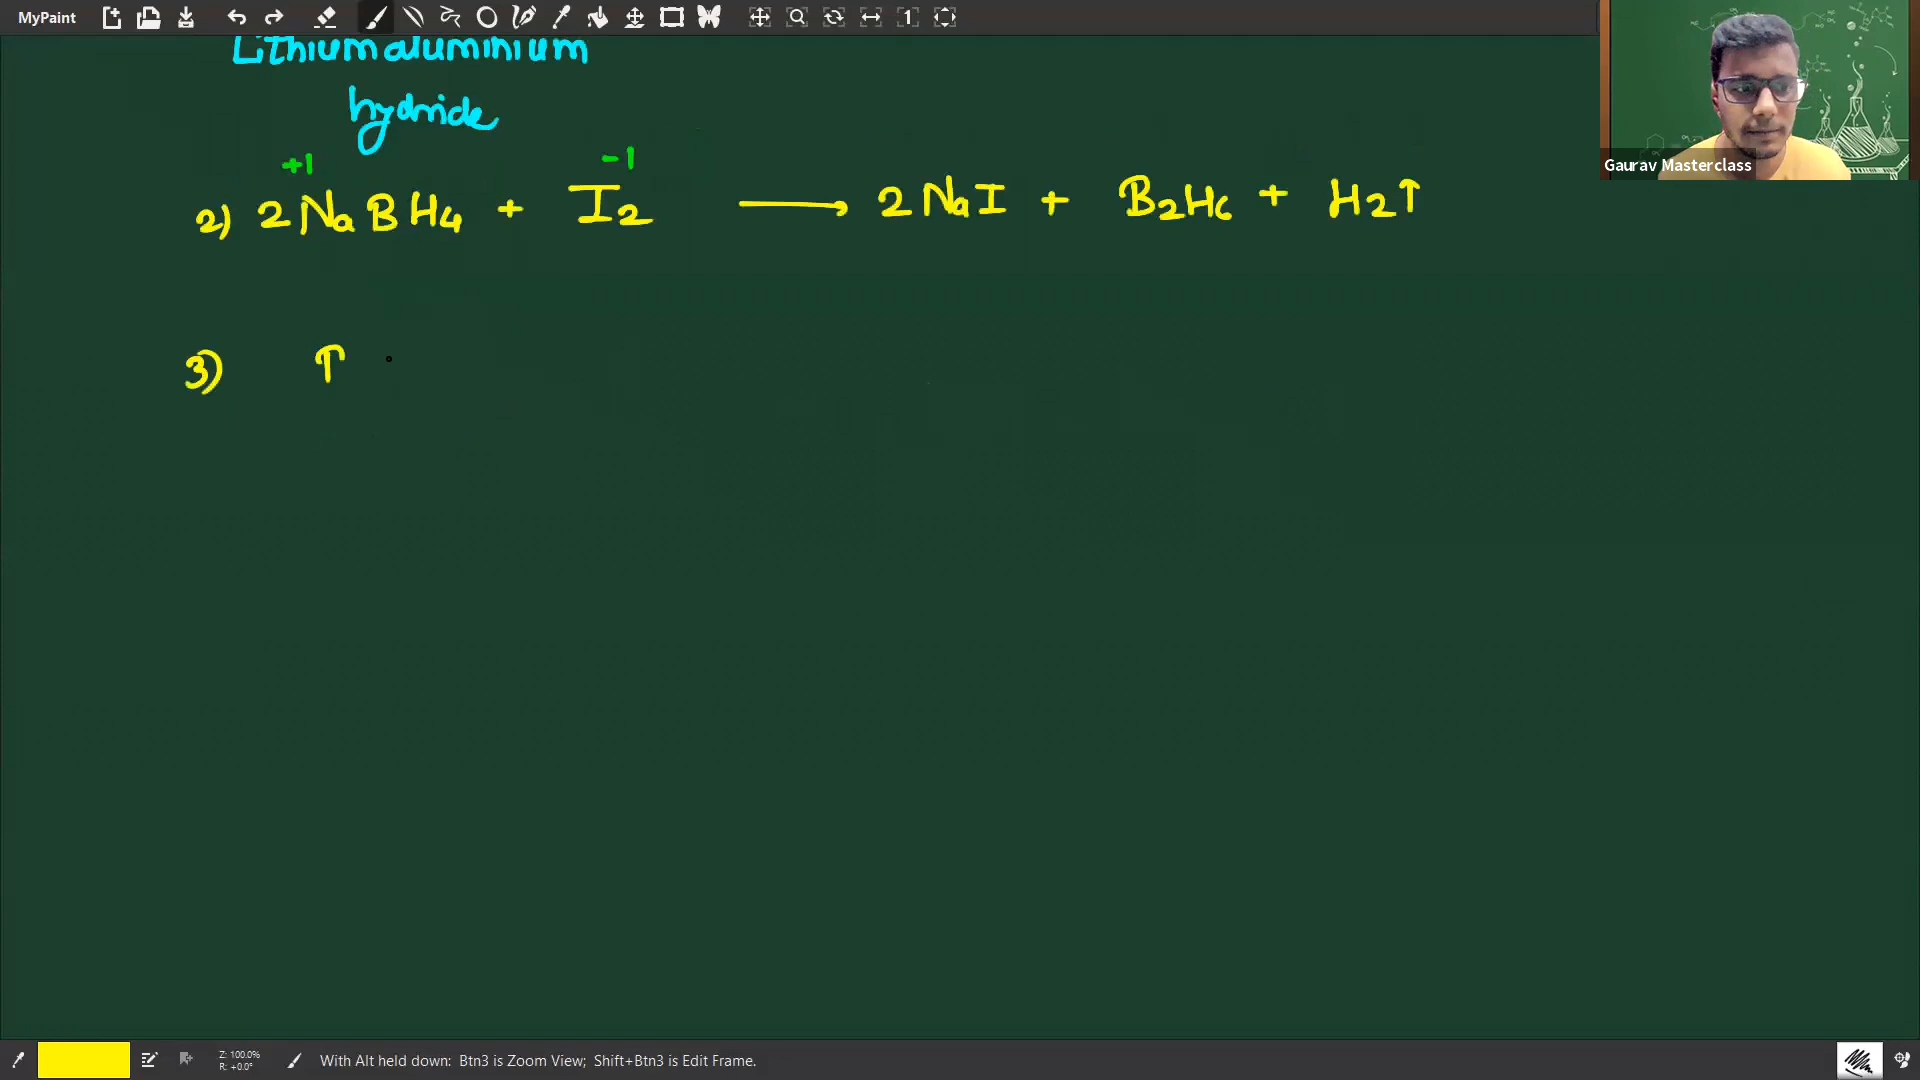 MyPaint
Lithium aluminium
hydride
+1 -1
2) 2NaBH4 + I2 ⟶ 2NaI + B2H6 + H2↑
3) ↑
Gaurav Masterclass
Z: 100.0%
R: +0.0°
With Alt held down: Btn3 is Zoom View; Shift+Btn3 is Edit Frame.